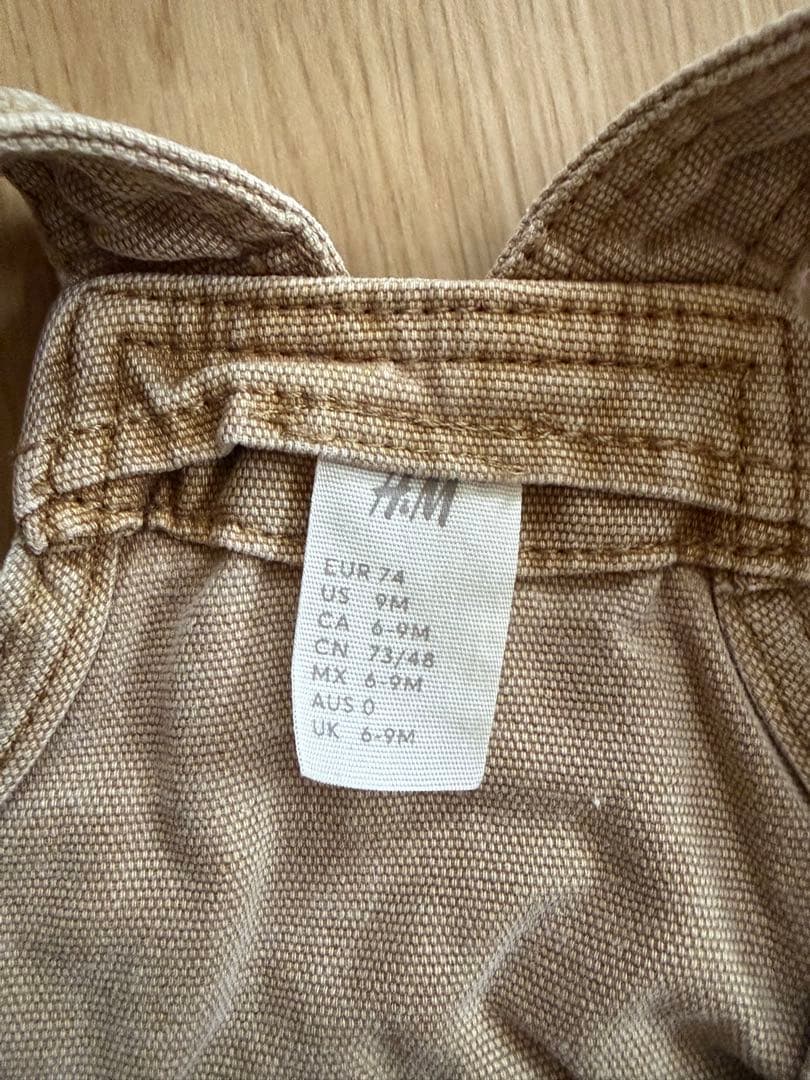 H&M
EUR 74
US 9M
CA 6-9M
CN 73/48
MX 6-9M
AUS 0
UK 6-9M